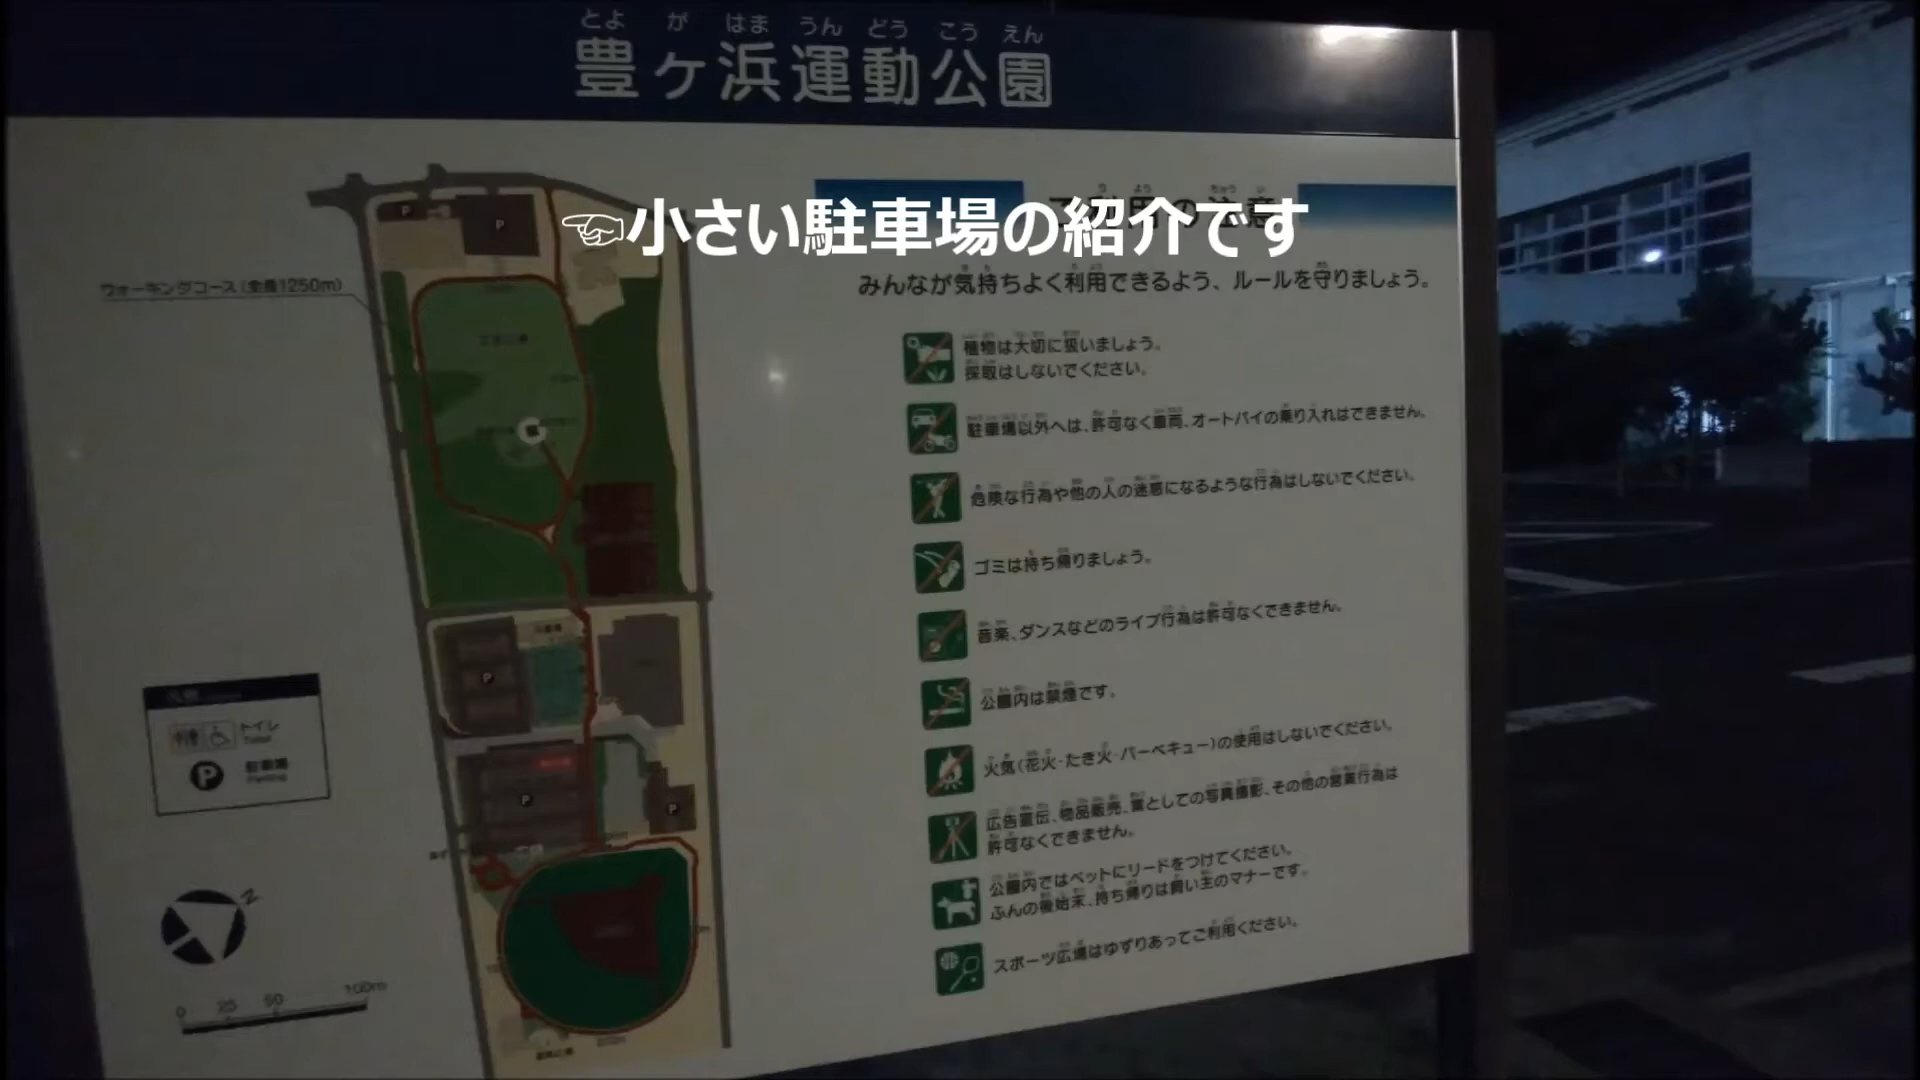 とよ が はま うん どう こう えん
豊ヶ浜運動公園
☜小さい駐車場の紹介です
みんなが気持ちよく利用できるよう、ルールを守りましょう。
ウォーキングコース(全長1250m)
植物は大切に扱いましょう。
採取はしないでください。
駐車場以外へは、許可なく車両、オートバイの乗り入れはできません。
危険な行為や他の人の迷惑になるような行為はしないでください。
ゴミは持ち帰りましょう。
音楽、ダンスなどのライブ行為は許可なくできません。
公園内は禁煙です。
火気(花火・たき火・バーベキュー)の使用はしないでください。
広告宣伝、物品販売、業としての写真撮影、その他の営業行為は
許可なくできません。
公園内ではペットにリードをつけてください。
ふんの後始末、持ち帰りは飼い主のマナーです。
スポーツ広場はゆずりあってご利用ください。
P
P
P
P
P
トイレ
Toilet
P 駐車場
Parking
N
0 25 50 100m